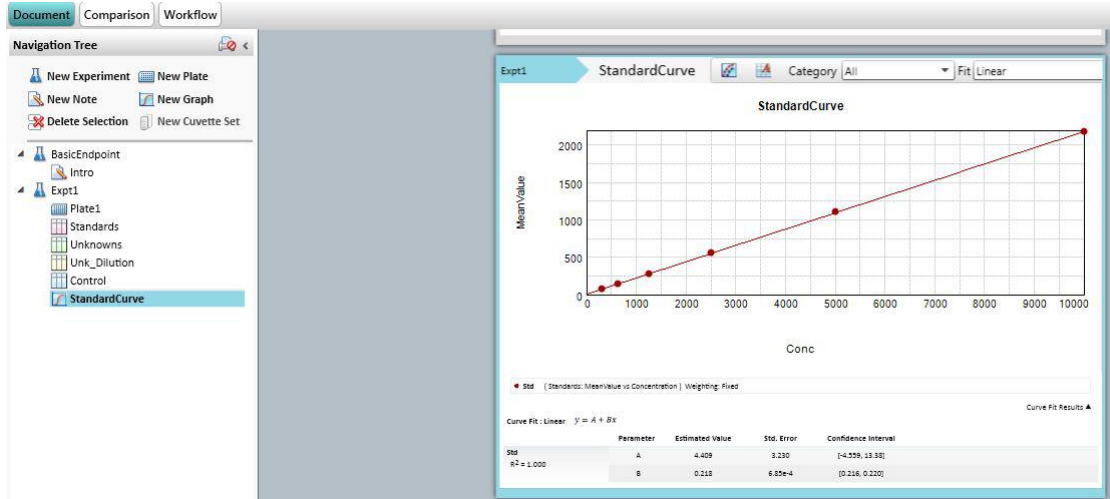 Document Comparison Workflow
Navigation Tree
New Experiment New Plate
New Note New Graph
Delete Selection New Cuvette Set
BasicEndpoint
Intro
Expt1
Plate1
Standards
Unknowns
Unk_Dilution
Control
StandardCurve
Expt1 StandardCurve Category All Fit Linear
StandardCurve
MeanValue
2000
1500
1000
500
0
0 1000 2000 3000 4000 5000 6000 7000 8000 9000 10000
Conc
Std (Standards: MeanValue vs Concentration) Weighting: Fixed
Curve Fit Results ▲
Curve Fit : Linear y = A + Bx
Parameter Estimated Value Std. Error Confidence Interval
Std A 4.409 3.230 [-4.559, 13.38]
R² = 1.000
B 0.218 6.85e-4 [0.216, 0.220]